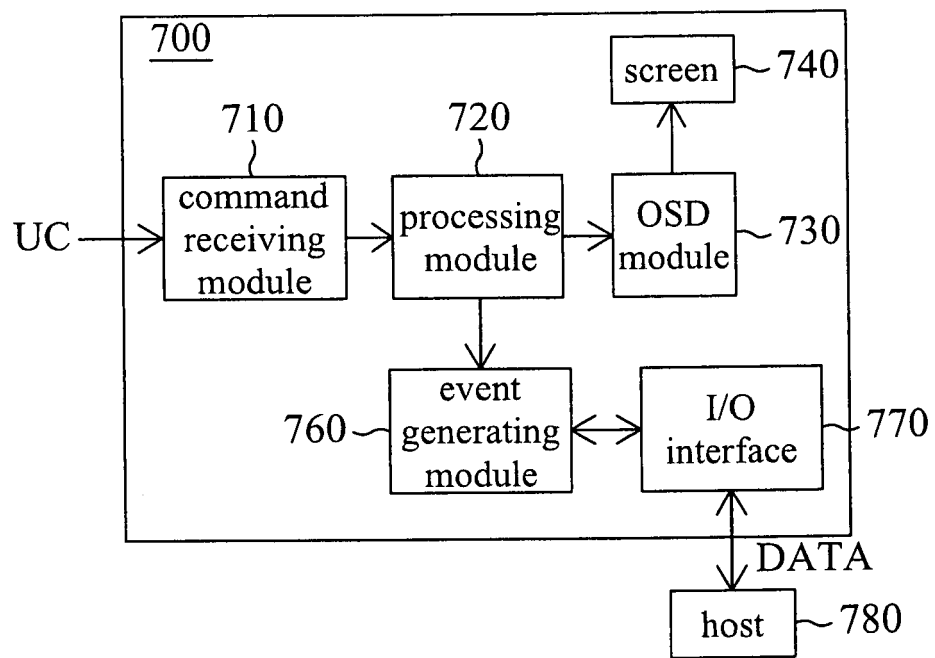 700
screen
740
710
720
command
receiving
module
processing
module
OSD
module
730
UC
event
generating
module
760
I/O
interface
770
DATA
host
780